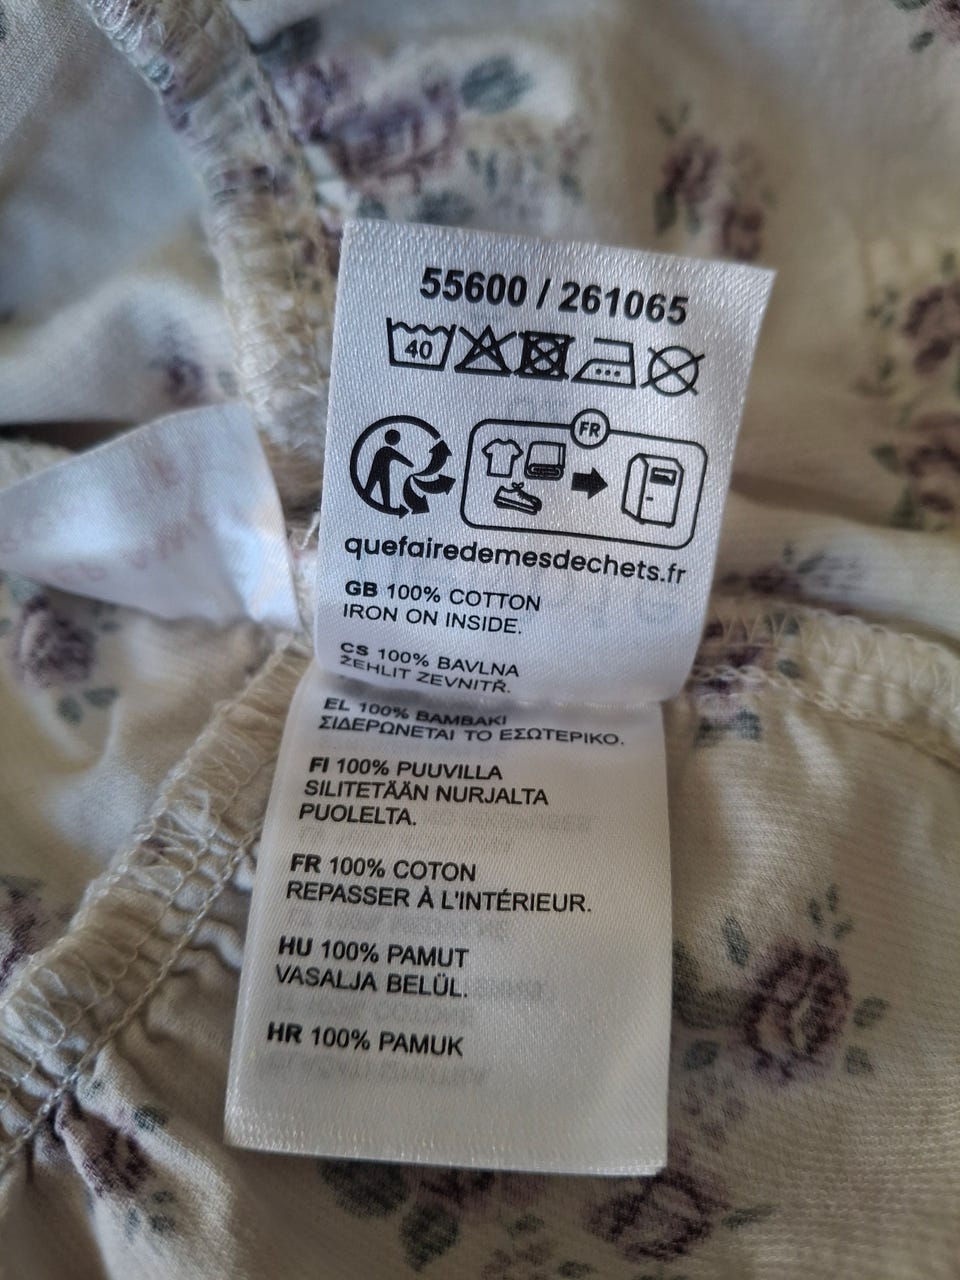 55600 / 261065
40
FR
quefairedemesdechets.fr
GB 100% COTTON
IRON ON INSIDE.
CS 100% BAVLNA
ŽEHLIT ZEVNITŘ.
EL 100% ΒΑΜΒΑΚΙ
ΣΙΔΕΡΩΝΕΤΑΙ ΤΟ ΕΣΩΤΕΡΙΚΟ.
FI 100% PUUVILLA
SILITETÄÄN NURJALTA
PUOLELTA.
FR 100% COTON
REPASSER À L'INTÉRIEUR.
HU 100% PAMUT
VASALJA BELÜL.
HR 100% PAMUK